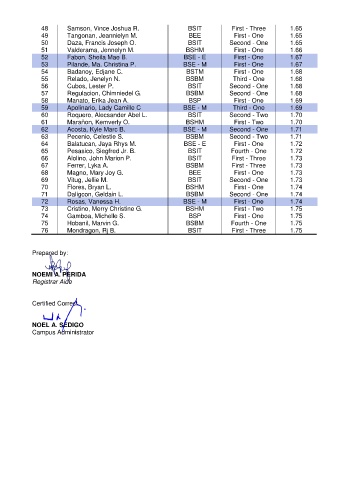 48 Samson, Vince Joshua R. BSIT First - Three 1.65
49 Tangonan, Jeamielyn M. BEE First - One 1.65
50 Daza, Francis Joseph O. BSIT Second - One 1.65
51 Valderama, Jennelyn M. BSHM First - One 1.66
52 Fabon, Sheila Mae B. BSE - E First - One 1.67
53 Pilande, Ma. Christina P. BSE - M First - One 1.67
54 Badanoy, Edjane C. BSTM First - One 1.68
55 Relado, Jenelyn N. BSBM Third - One 1.68
56 Cubos, Lester P. BSIT Second - One 1.68
57 Regulacion, Chimniedel G. BSBM Second - One 1.68
58 Manato, Erika Jean A. BSP First - One 1.69
59 Apolinario, Lady Camille C BSE - M Third - One 1.69
60 Roquero, Alecsander Abel L. BSIT Second - Two 1.70
61 Marañon, Kemverly O. BSHM First - Two 1.70
62 Acosta, Kyle Marc B. BSE - M Second - One 1.71
63 Pecenio, Celestie S. BSBM Second - Two 1.71
64 Balatucan, Jaya Rhys M. BSE - E First - One 1.72
65 Pesasico, Siegfred Jr. B. BSIT Fourth - One 1.72
66 Alolino, John Marion P. BSIT First - Three 1.73
67 Ferrer, Lyka A. BSBM First - Three 1.73
68 Magno, Mary Joy G. BEE First - One 1.73
69 Vitug, Jellie M. BSIT Second - One 1.73
70 Flores, Bryan L. BSHM First - One 1.74
71 Daligcon, Geldain L. BSBM Second - One 1.74
72 Rosas, Vanessa H. BSE - M First - One 1.74
73 Cristino, Merry Christine G. BSHM First - Two 1.75
74 Gamboa, Michelle S. BSP First - One 1.75
75 Hobanil, Marvin G. BSBM Fourth - One 1.75
76 Mondragon, Rj B. BSIT First - Three 1.75
Prepared by:
NOEMI A. PERIDA
Registrar Aide
Certified Correct:
NOEL A. SEDIGO
Campus Administrator